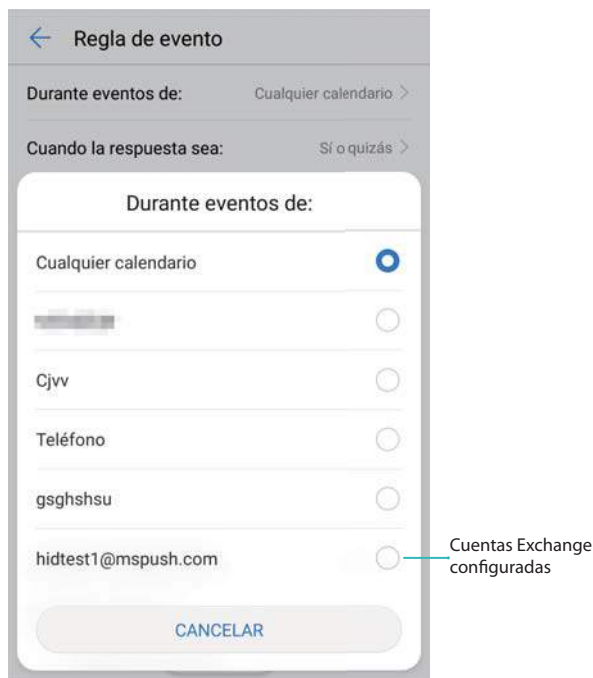 Regla de evento
Durante eventos de: Cualquier calendario >
Cuando la respuesta sea: Sí o quizás >
Durante eventos de:
Cualquier calendario
Cjvv
Teléfono
gsghshsu
hidtest1@mspush.com
Cuentas Exchange
configuradas
CANCELAR